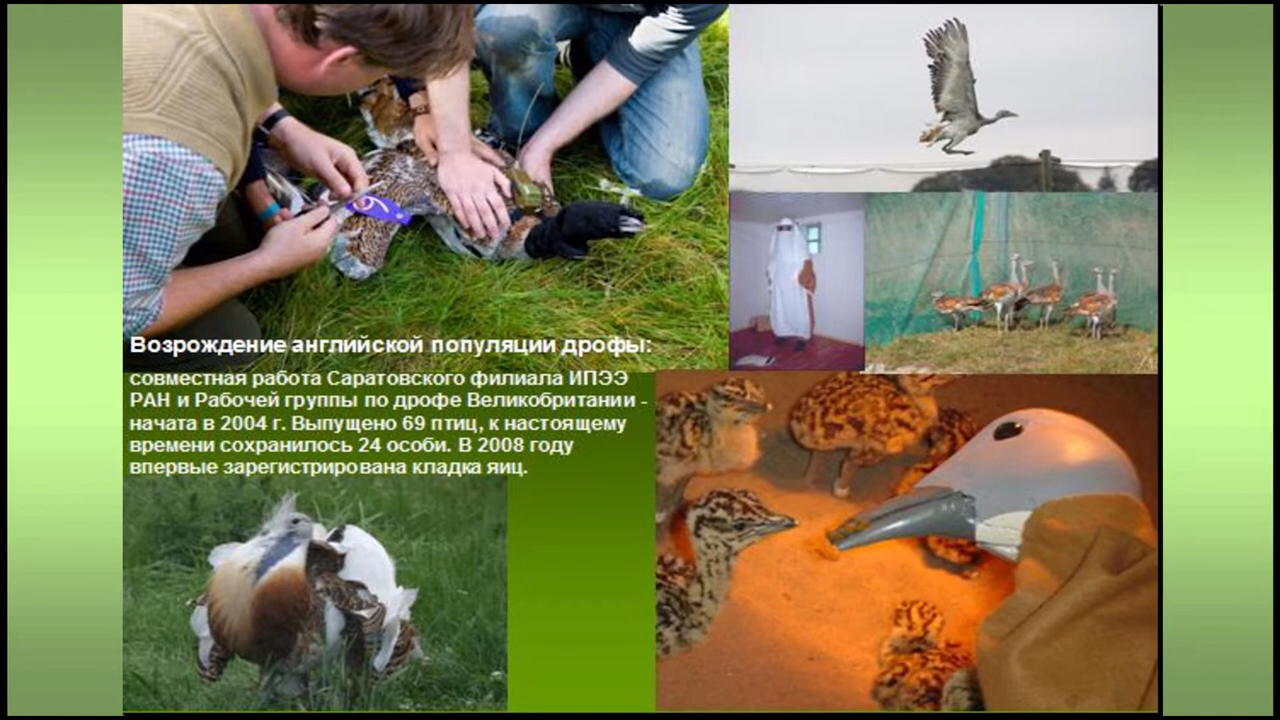 Возрождение английской популяции дрофы:
совместная работа Саратовского филиала ИПЭЭ
РАН и Рабочей группы по дрофе Великобритании -
начата в 2004 г. Выпущено 69 птиц, к настоящему
времени сохранилось 24 особи. В 2008 году
впервые зарегистрирована кладка яиц.